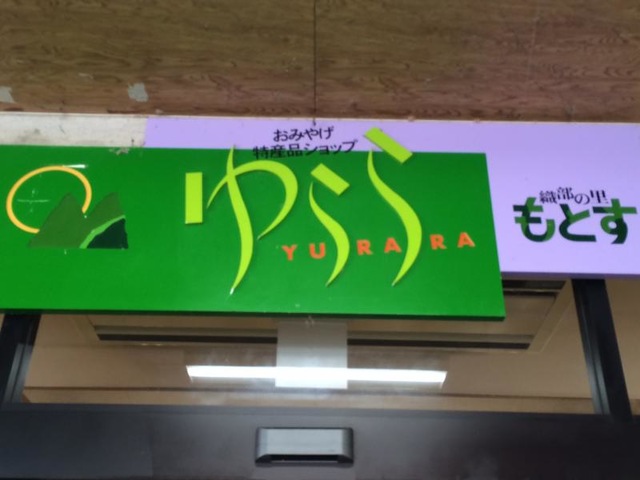 おみやげ
特産品ショップ
ゆらら
YURARA
織部の里
もとす